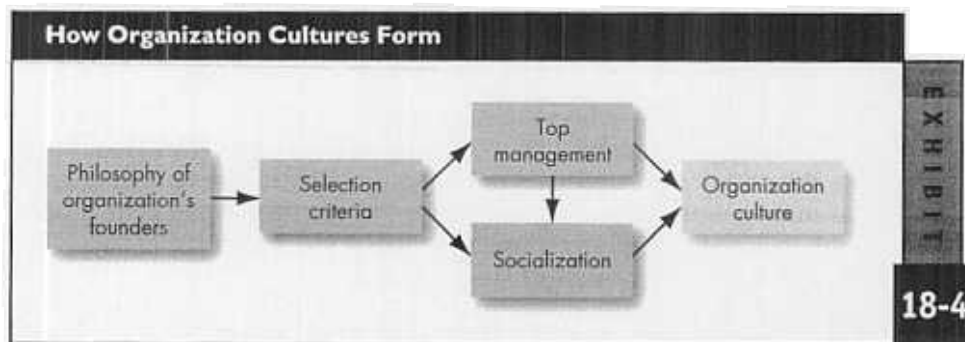 How Organization Cultures Form
Philosophy of
organization's
founders
Selection
criteria
Top
management
Socialization
Organization
culture
EXHIBIT
18-4